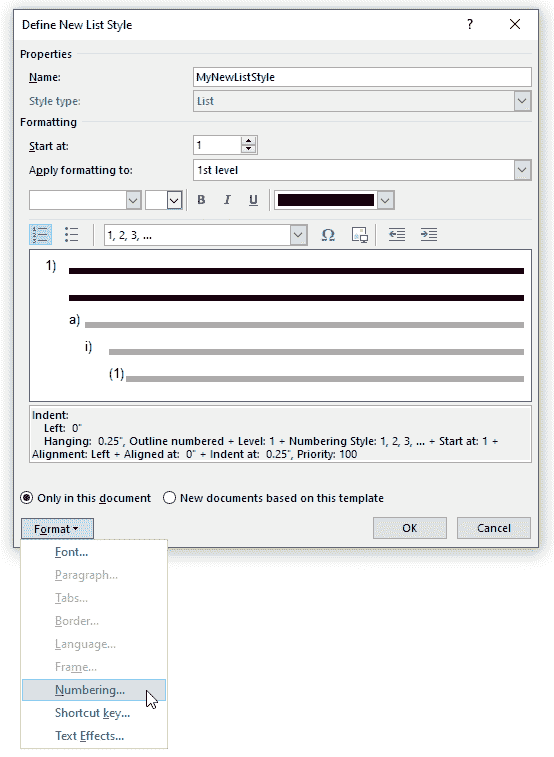 Define New List Style ? ×
Properties
Name: MyNewListStyle
Style type: List
Formatting
Start at: 1
Apply formatting to: 1st level
B I U
1, 2, 3, ... Ω
1)
a)
i)
(1)
Indent:
Left: 0"
Hanging: 0.25", Outline numbered + Level: 1 + Numbering Style: 1, 2, 3, ... + Start at: 1 +
Alignment: Left + Aligned at: 0" + Indent at: 0.25", Priority: 100
Only in this document New documents based on this template
Format OK Cancel
Font...
Paragraph...
Tabs...
Border...
Language...
Frame...
Numbering...
Shortcut key...
Text Effects...